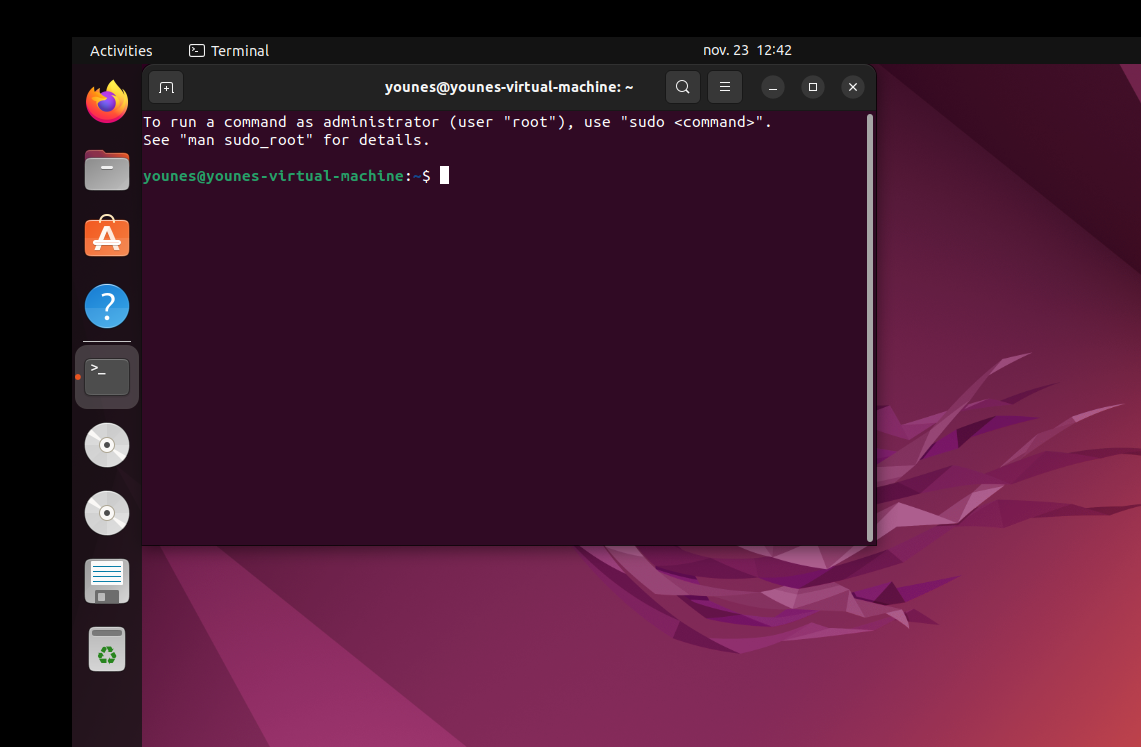 Activities
Terminal
nov. 23 12:42
younes@younes-virtual-machine: ~
To run a command as administrator (user "root"), use "sudo <command>".
See "man sudo_root" for details.
younes@younes-virtual-machine:~$